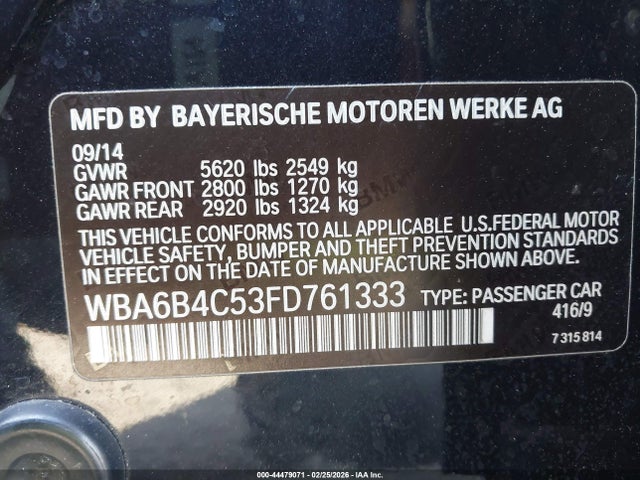 MFD BY BAYERISCHE MOTOREN WERKE AG
09/14
GVWR 5620 lbs 2549 kg
GAWR FRONT 2800 lbs 1270 kg
GAWR REAR 2920 lbs 1324 kg
THIS VEHICLE CONFORMS TO ALL APPLICABLE U.S.FEDERAL MOTOR
VEHICLE SAFETY, BUMPER AND THEFT PREVENTION STANDARDS
IN EFFECT ON THE DATE OF MANUFACTURE SHOWN ABOVE.
WBA6B4C53FD761333 TYPE: PASSENGER CAR
416/9
7 315 814
000-44479071 - 02/25/2026 - IAA Inc.